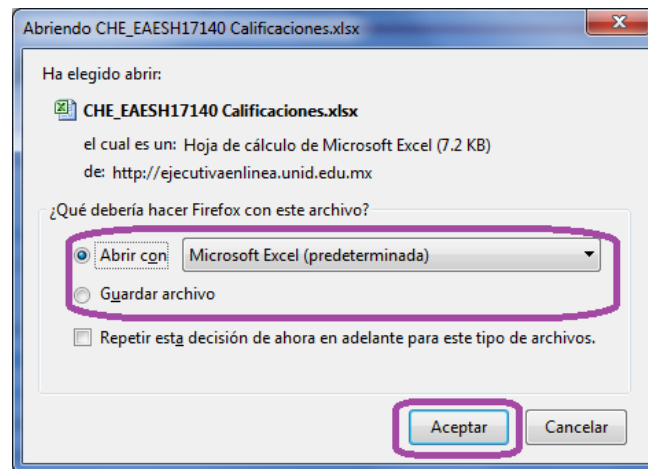 Abriendo CHE_EAESH17140 Calificaciones.xlsx
Ha elegido abrir:
CHE_EAESH17140 Calificaciones.xlsx
el cual es un: Hoja de cálculo de Microsoft Excel (7.2 KB)
de: http://ejecutivaenlinea.unid.edu.mx
¿Qué debería hacer Firefox con este archivo?
Abrir con Microsoft Excel (predeterminada)
Guardar archivo
Repetir esta decisión de ahora en adelante para este tipo de archivos.
Aceptar Cancelar